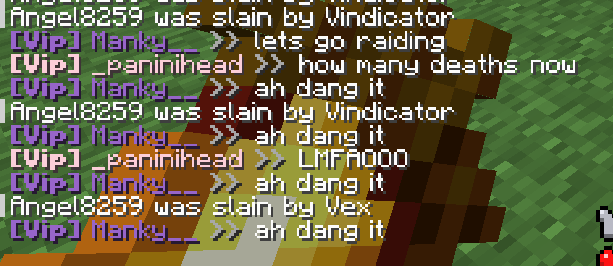 Angel8259 was slain by Vindicator
[Vip] Manky__ >> lets go raiding
[Vip] _paninihead >> how many deaths now
[Vip] Manky__ >> ah dang it
Angel8259 was slain by Vindicator
[Vip] Manky__ >> ah dang it
[Vip] _paninihead >> LMFAOOO
[Vip] Manky__ >> ah dang it
Angel8259 was slain by Vex
[Vip] Manky__ >> ah dang it